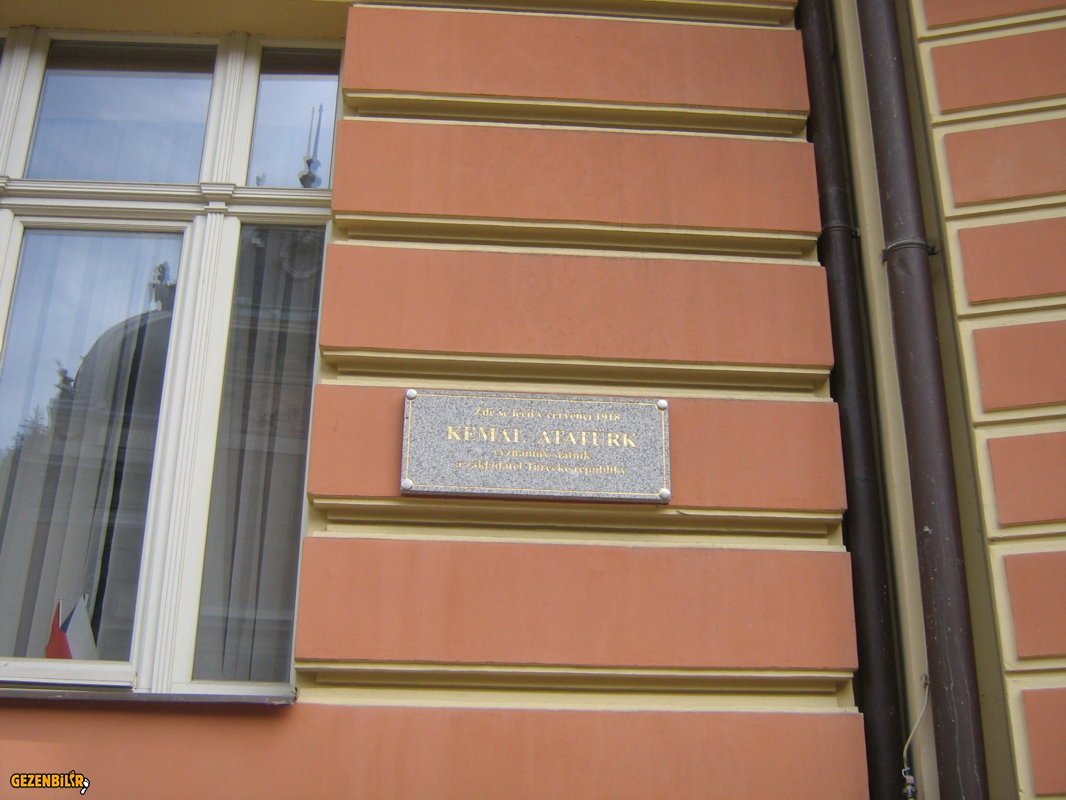 Zde se léčil v červenci 1918
KEMAL ATATÜRK
významný státník
a zakladatel Turecké republiky
GEZENBİLİR